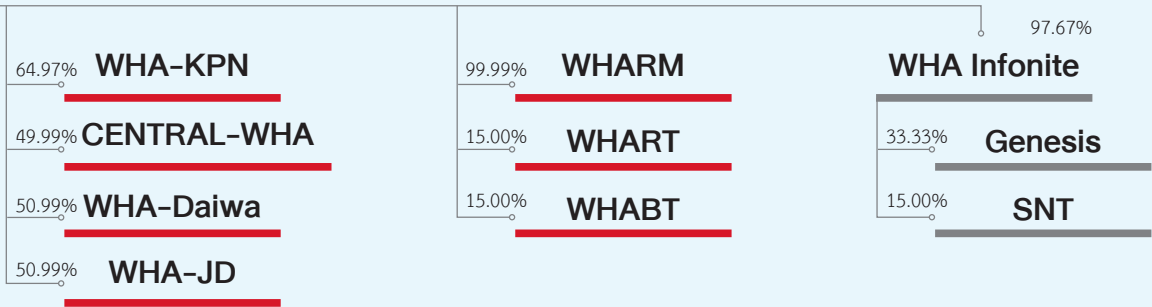 64.97% WHA-KPN
49.99% CENTRAL-WHA
50.99% WHA-Daiwa
50.99% WHA-JD
99.99% WHARM
15.00% WHART
15.00% WHABT
97.67%
WHA Infonite
33.33% Genesis
15.00% SNT